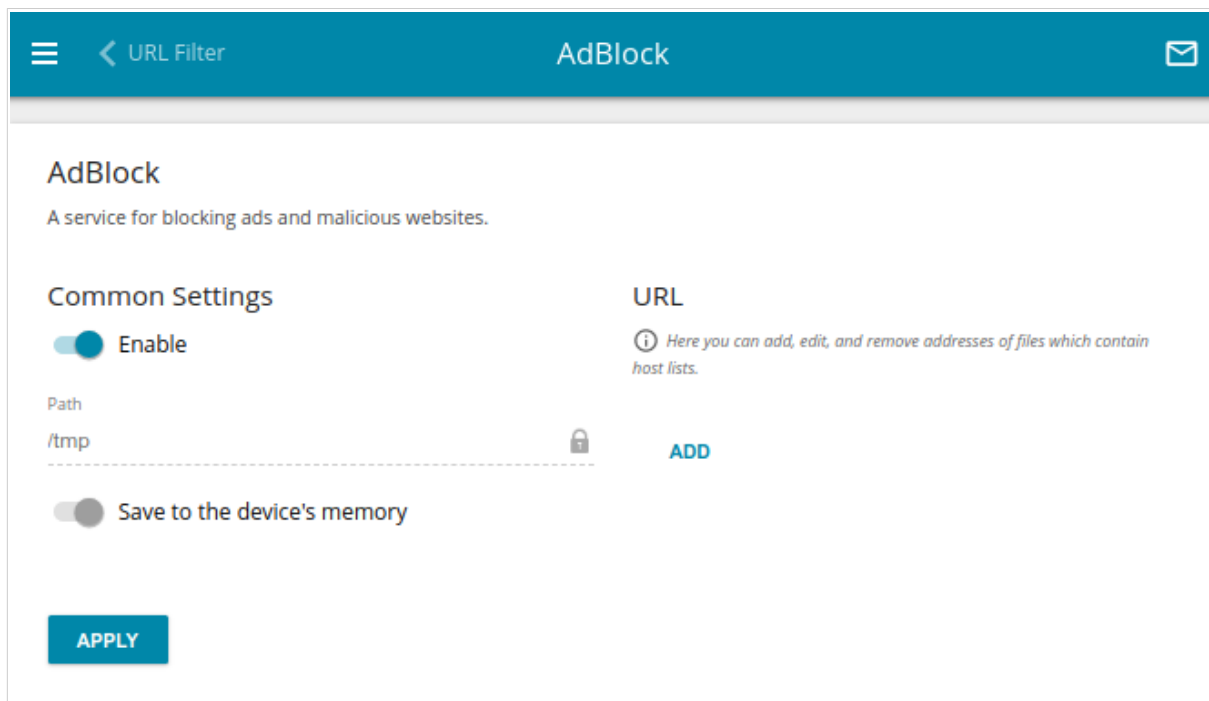 URL Filter
AdBlock
AdBlock
A service for blocking ads and malicious websites.
Common Settings
Enable
Path
/tmp
Save to the device's memory
APPLY
URL
Here you can add, edit, and remove addresses of files which contain
host lists.
ADD